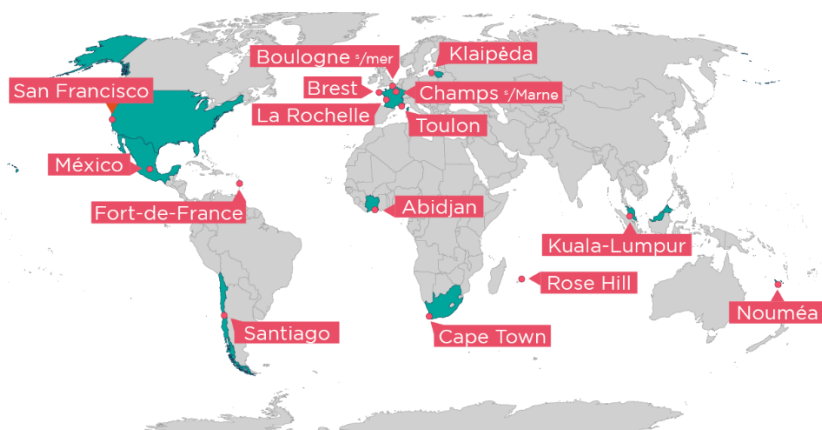 Boulogne s/mer
Klaipėda
San Francisco
Brest
Champs s/Marne
La Rochelle
Toulon
México
Fort-de-France
Abidjan
Kuala-Lumpur
Rose Hill
Nouméa
Santiago
Cape Town